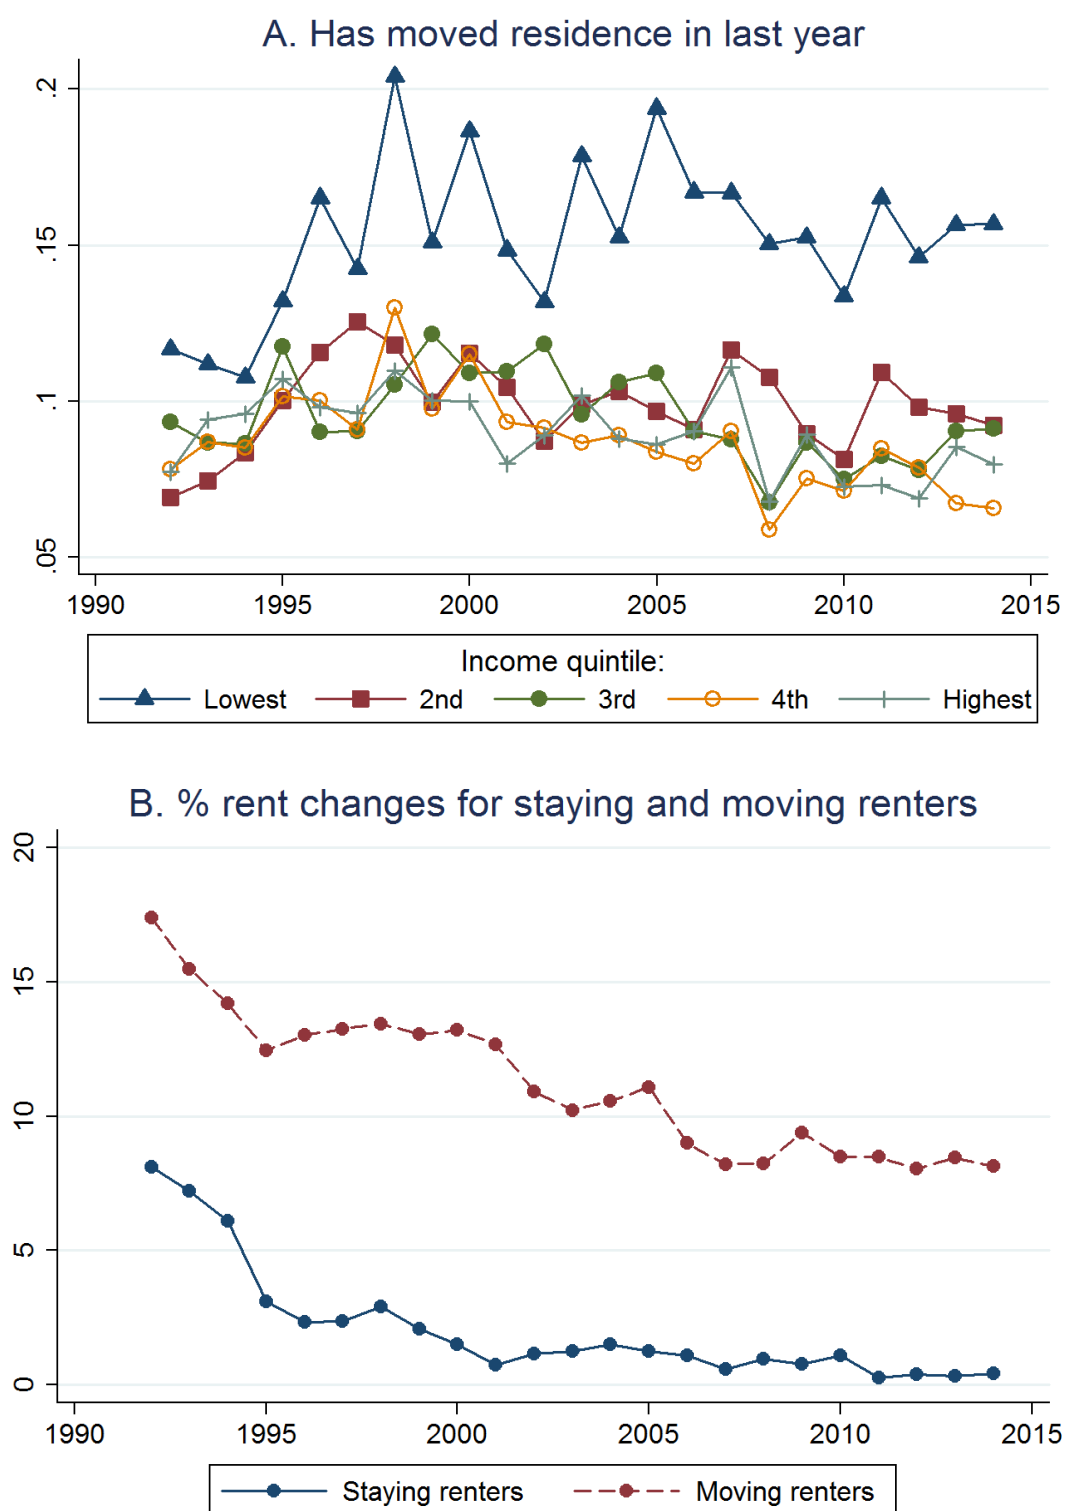 A. Has moved residence in last year
.2
.15
.1
.05
1990 1995 2000 2005 2010 2015
Income quintile:
Lowest 2nd 3rd 4th Highest
B. % rent changes for staying and moving renters
20
15
10
5
0
1990 1995 2000 2005 2010 2015
Staying renters Moving renters